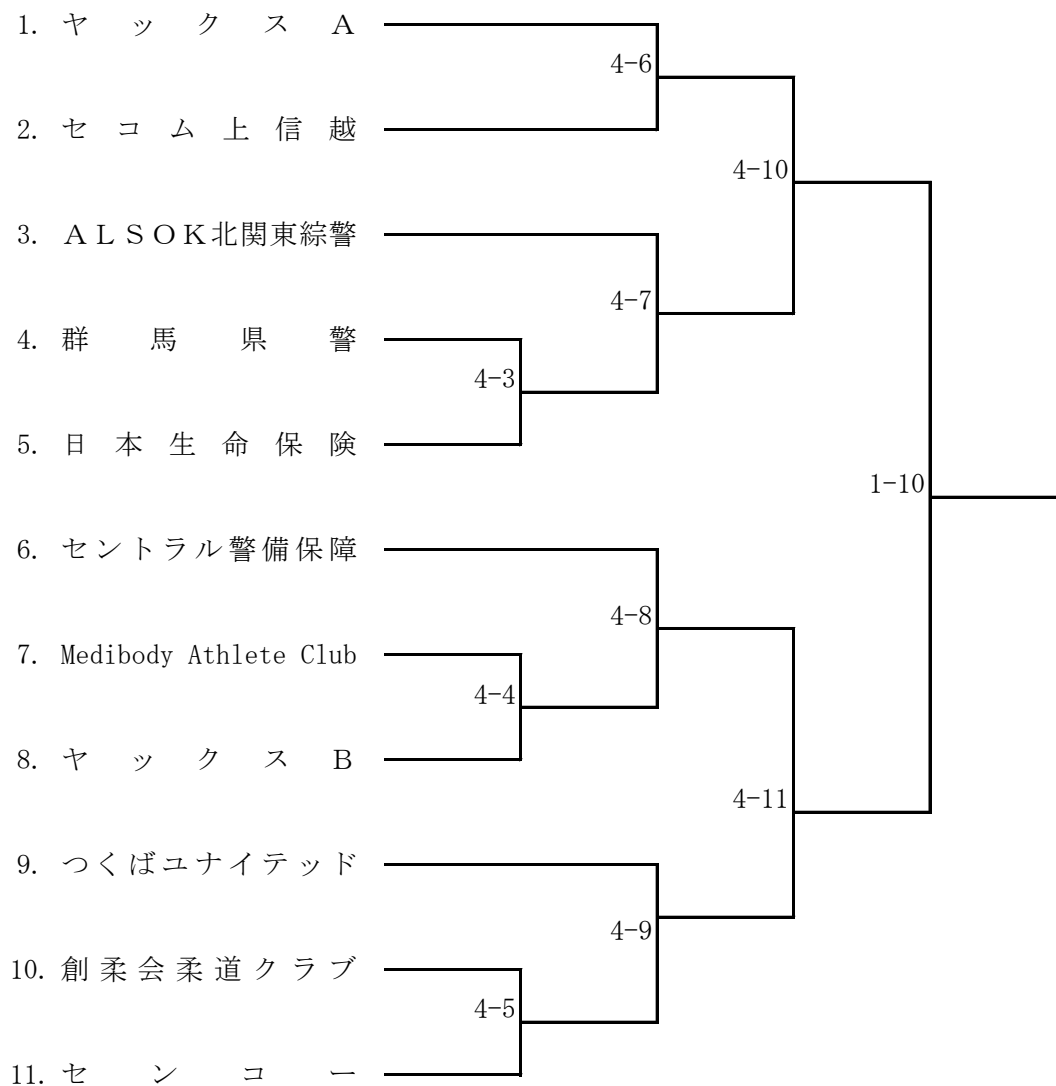 1. ヤックスA
4-6
2. セコム上信越
4-10
3. ALSOK北関東綜警
4-7
4. 群馬県警
4-3
5. 日本生命保険
1-10
6. セントラル警備保障
4-8
7. Medibody Athlete Club
4-4
8. ヤックスB
4-11
9. つくばユナイテッド
4-9
10. 創柔会柔道クラブ
4-5
11. センコー